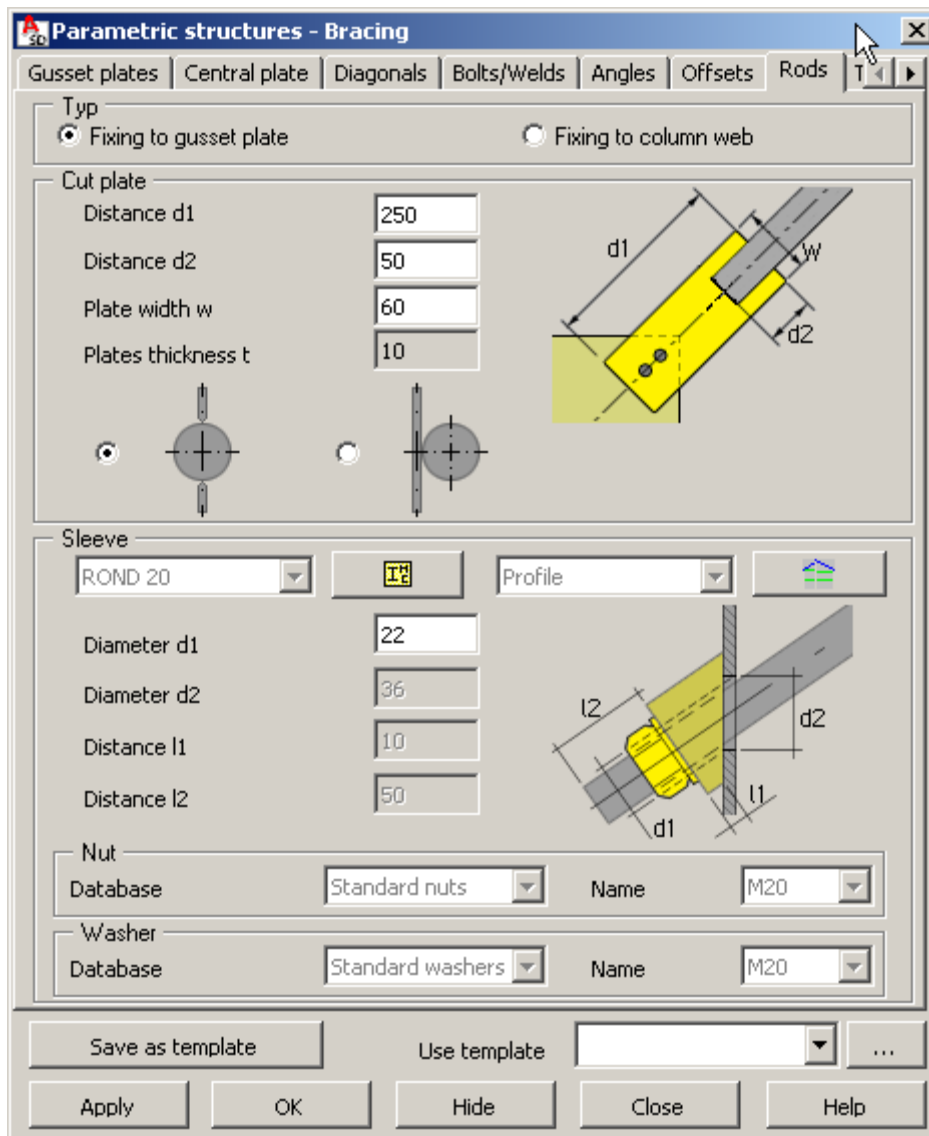 Parametric structures - Bracing
Gusset plates Central plate Diagonals Bolts/Welds Angles Offsets Rods T
Typ
Fixing to gusset plate Fixing to column web
Cut plate
Distance d1 250
Distance d2 50
Plate width w 60
Plates thickness t 10
d1 w d2
Sleeve
ROND 20 Profile
Diameter d1 22
Diameter d2 36
Distance l1 10
Distance l2 50
l2 d2 l1 d1
Nut
Database Standard nuts Name M20
Washer
Database Standard washers Name M20
Save as template Use template ...
Apply OK Hide Close Help